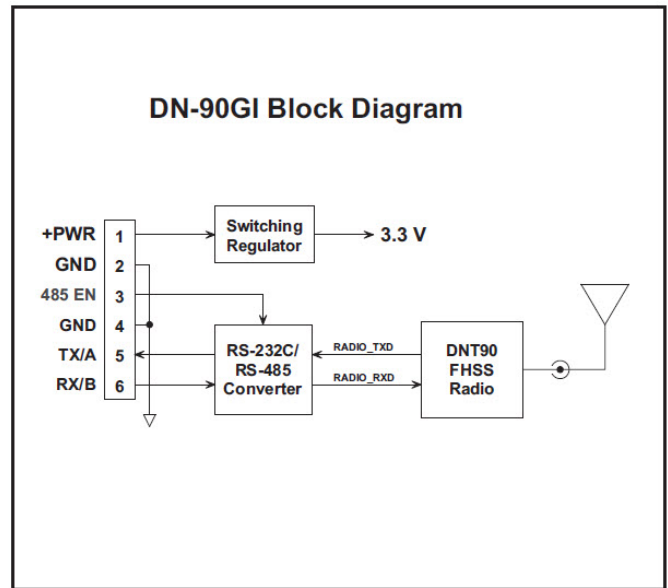 DN-90GI Block Diagram
Switching
Regulator
3.3 V
+PWR 1
GND 2
485 EN 3
GND 4
TX/A 5
RX/B 6
RS-232C/
RS-485
Converter
RADIO_TXD
RADIO_RXD
DNT90
FHSS
Radio